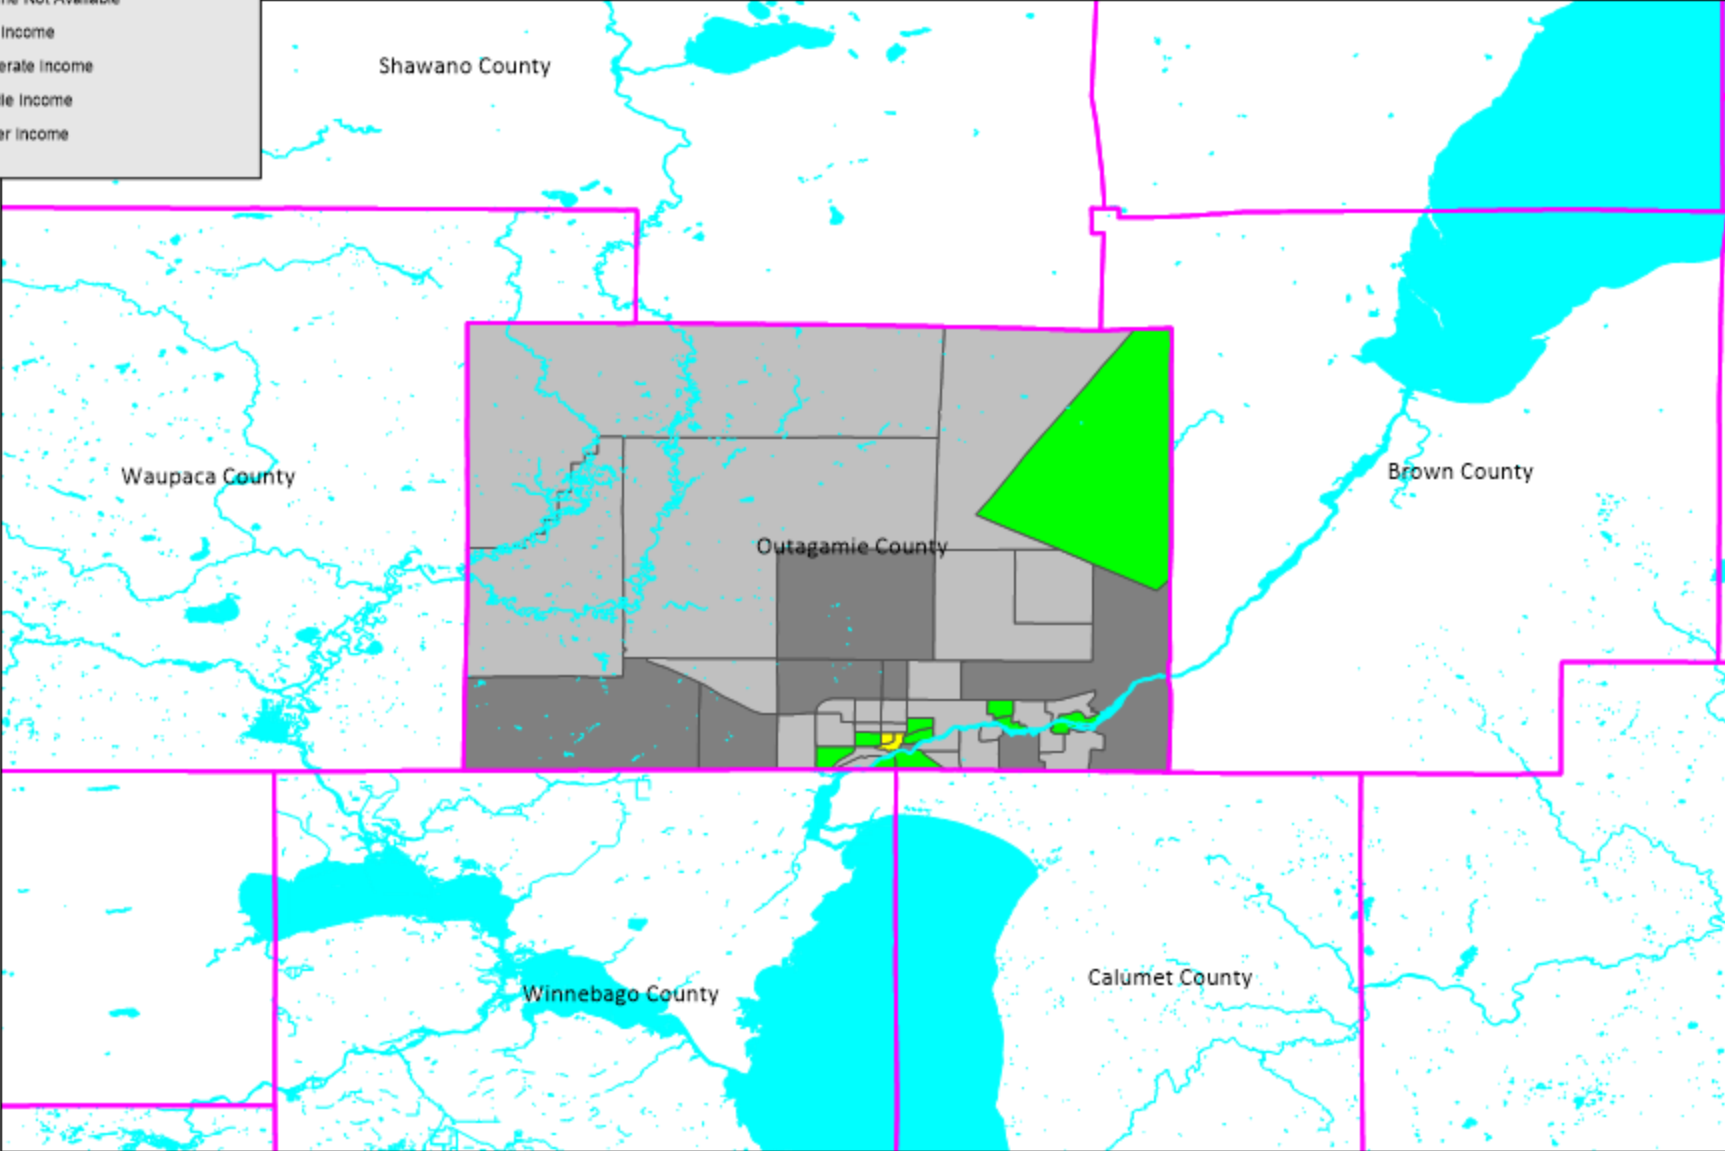 Income
erate Income
le Income
er Income
Shawano County
Waupaca County
Brown County
Outagamie County
Calumet County
Winnebago County